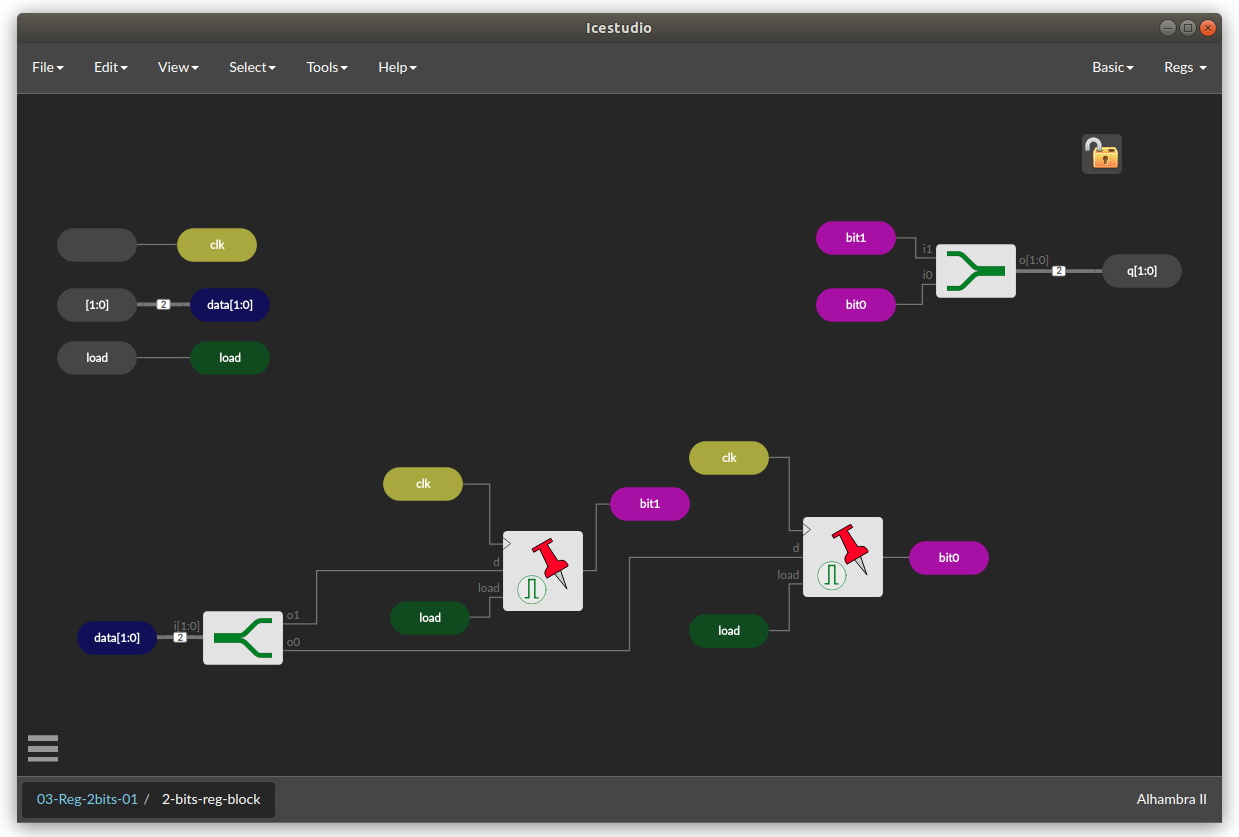 Icestudio
File Edit View Select Tools Help Basic Regs
clk
[1:0] 2 data[1:0]
load load
bit1
i1
i0
o[1:0]
2
q[1:0]
bit0
clk
clk
bit1
d
load
load
d
load
load
bit0
data[1:0]
i[1:0]
2
o1
o0
03-Reg-2bits-01 / 2-bits-reg-block
Alhambra II